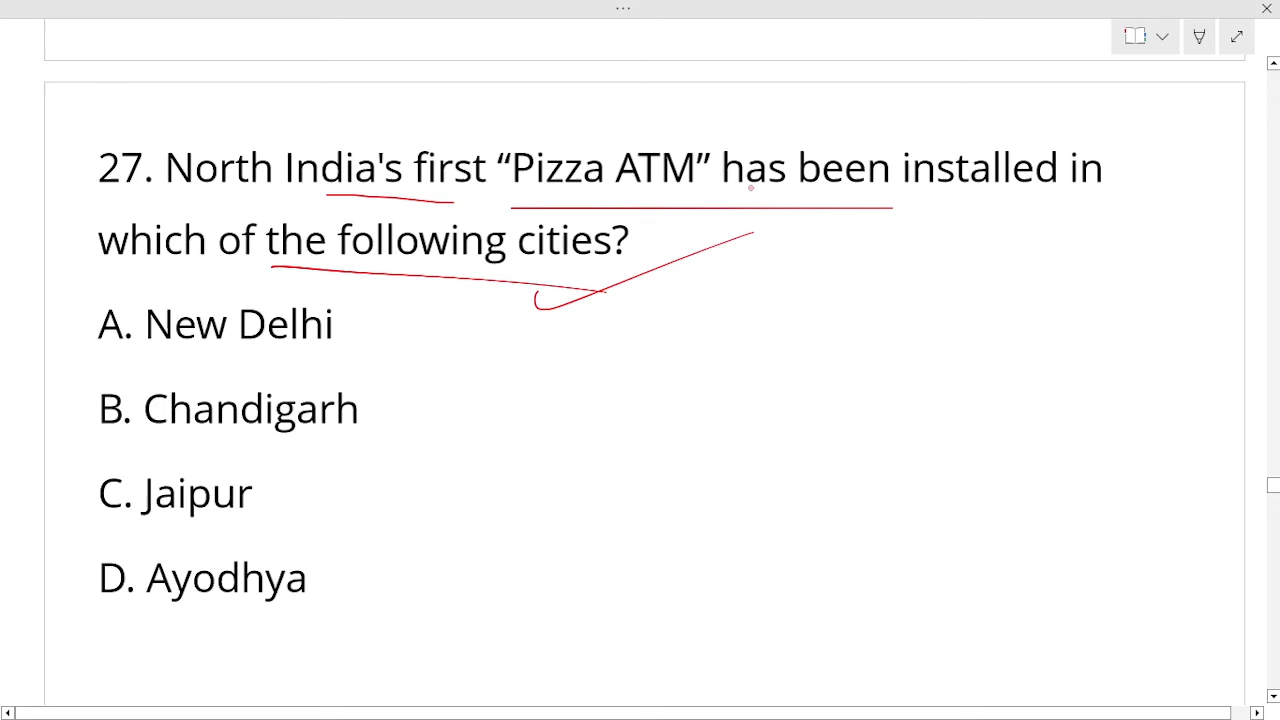 27. North India's first “Pizza ATM” has been installed in
which of the following cities?
A. New Delhi
B. Chandigarh
C. Jaipur
D. Ayodhya